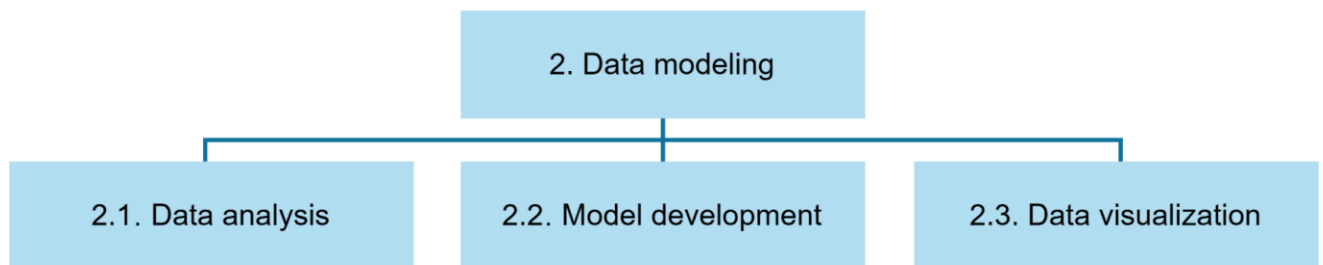 2. Data modeling
2.1. Data analysis
2.2. Model development
2.3. Data visualization